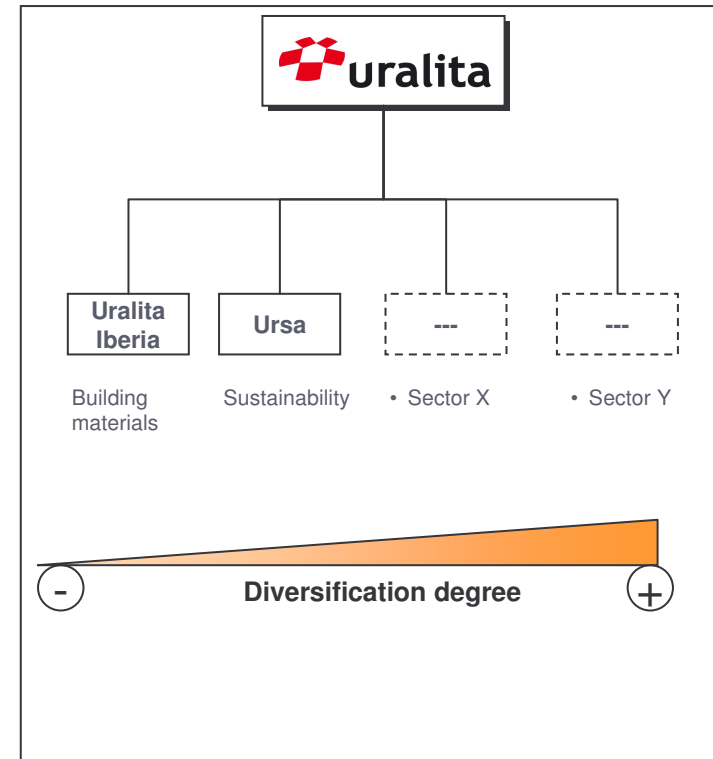 uralita
Uralita
Iberia
Ursa
---
---
Building
materials
Sustainability
• Sector X
• Sector Y
-
Diversification degree
+